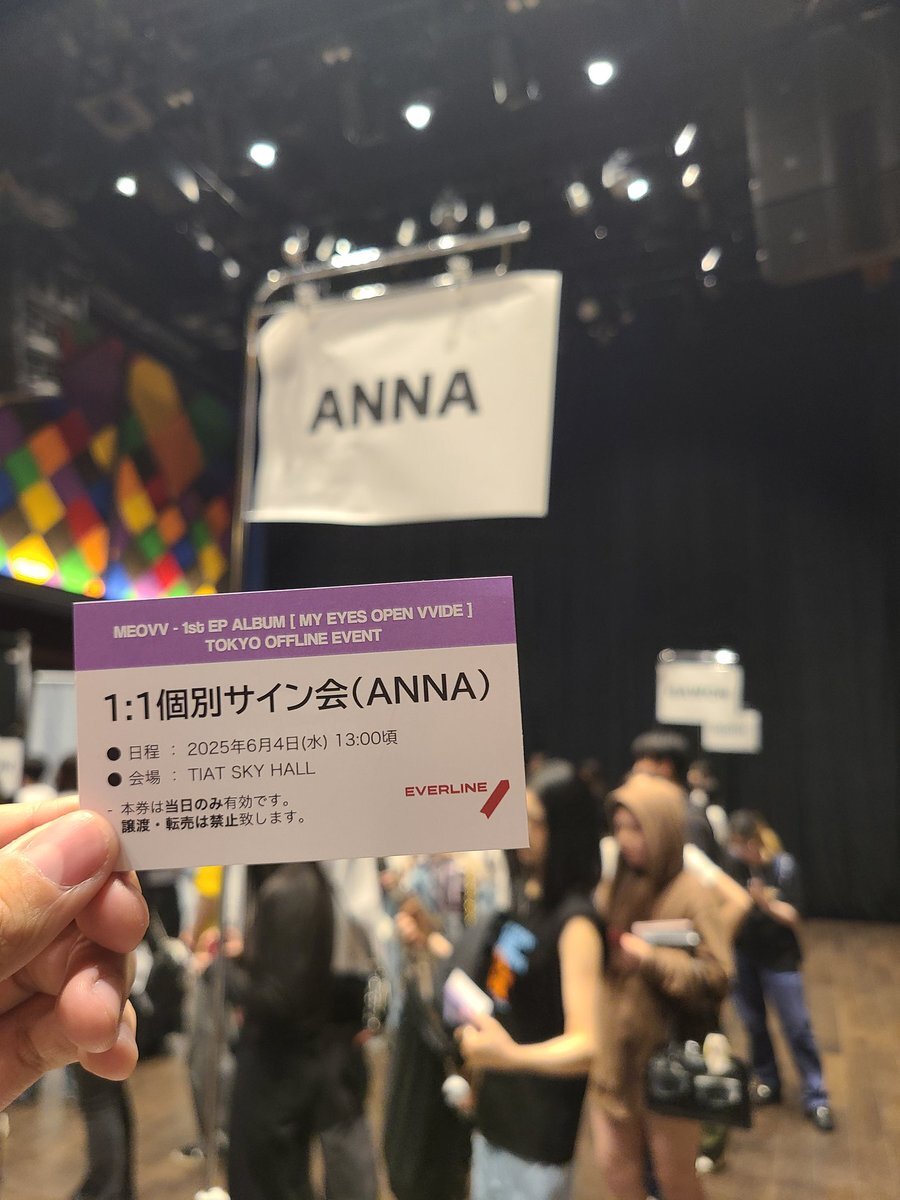 ANNA
MEOVV - 1st EP ALBUM [ MY EYES OPEN VVIDE ]
TOKYO OFFLINE EVENT
1:1個別サイン会(ANNA)
● 日程 : 2025年6月4日(水) 13:00頃
● 会場 : TIAT SKY HALL
- 本券は当日のみ有効です。
譲渡・転売は禁止致します。
EVERLINE